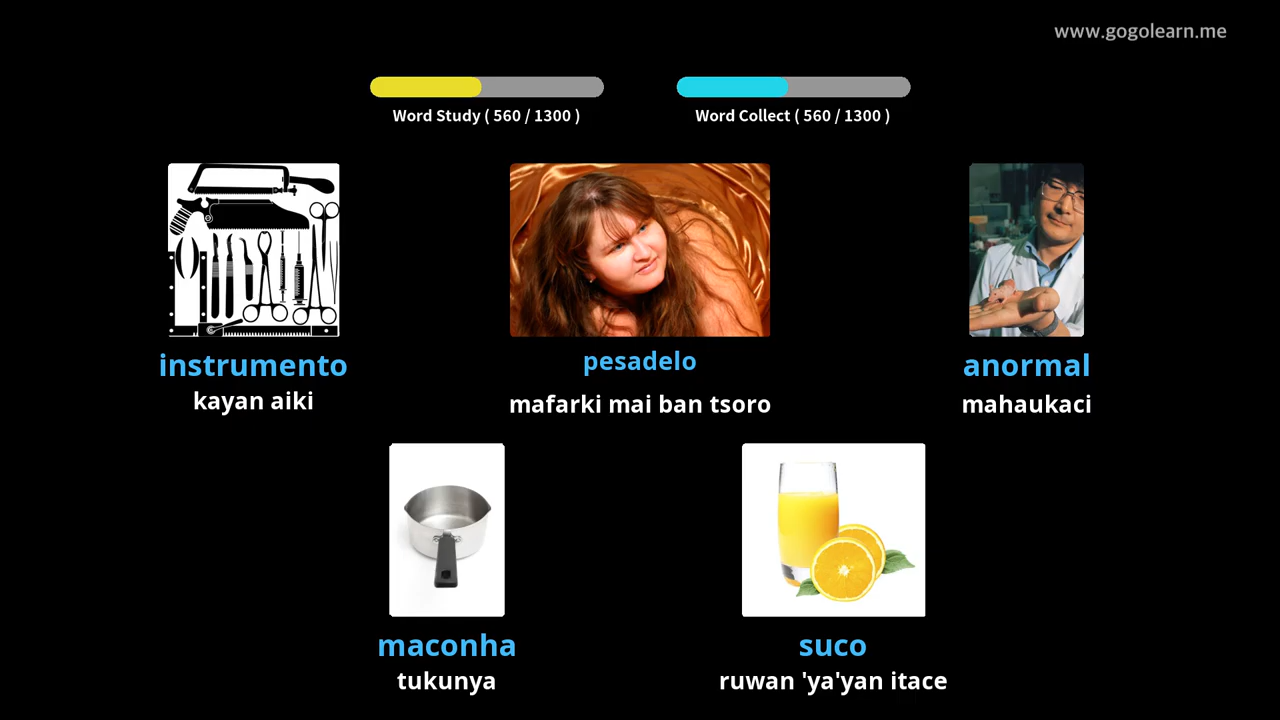 www.gogolearn.me
Word Study ( 560 / 1300 )
Word Collect ( 560 / 1300 )
instrumento
kayan aiki
pesadelo
mafarki mai ban tsoro
anormal
mahaukaci
maconha
tukunya
suco
ruwan 'ya'yan itace